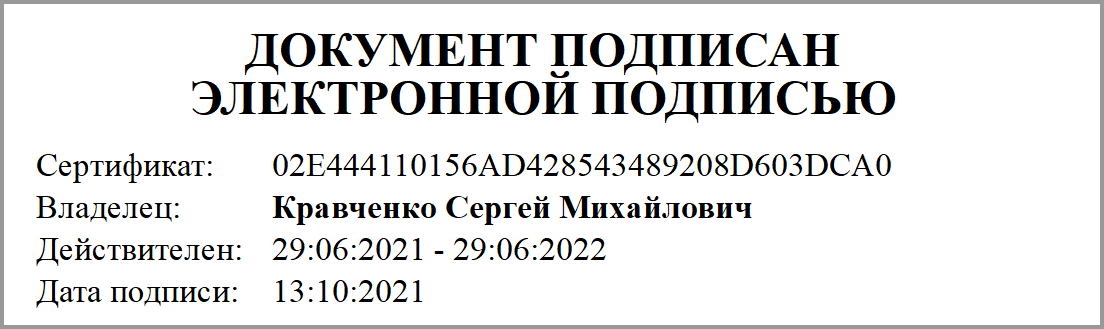 ДОКУМЕНТ ПОДПИСАН
ЭЛЕКТРОННОЙ ПОДПИСЬЮ
Сертификат: 02E444110156AD428543489208D603DCA0
Владелец: Кравченко Сергей Михайлович
Действителен: 29:06:2021 - 29:06:2022
Дата подписи: 13:10:2021